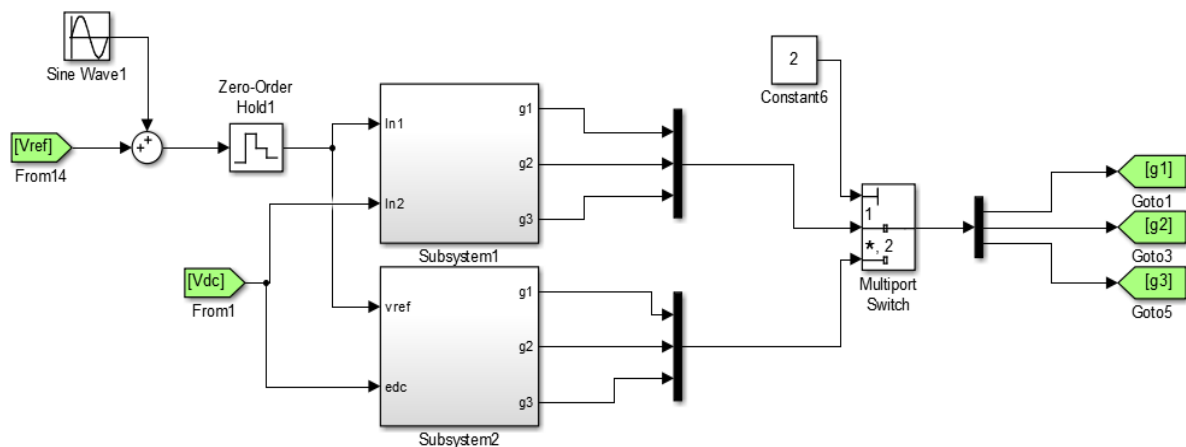 Sine Wave1
[Vref]
From14
+
+
Zero-Order
Hold1
In1
In2
g1
g2
g3
Subsystem1
[Vdc]
From1
vref
edc
g1
g2
g3
Subsystem2
2
Constant6
1
*, 2
Multiport
Switch
[g1]
Goto1
[g2]
Goto3
[g3]
Goto5